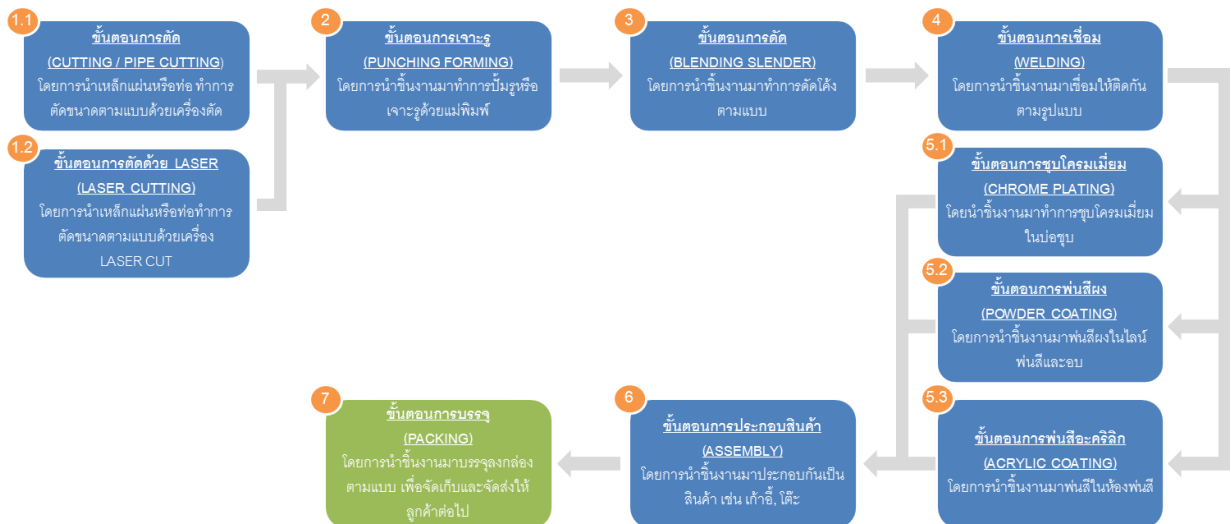 1.1
ขั้นตอนการตัด
(CUTTING / PIPE CUTTING)
โดยการนำเหล็กแผ่นหรือท่อ ทำการ
ตัดขนาดตามแบบด้วยเครื่องตัด
1.2
ขั้นตอนการตัดด้วย LASER
(LASER CUTTING)
โดยการนำเหล็กแผ่นหรือท่อทำการ
ตัดขนาดตามแบบด้วยเครื่อง
LASER CUT
2
ขั้นตอนการเจาะรู
(PUNCHING FORMING)
โดยการนำชิ้นงานมาทำการปั๊มรูหรือ
เจาะรูด้วยแม่พิมพ์
3
ขั้นตอนการดัด
(BLENDING SLENDER)
โดยการนำชิ้นงานมาทำการดัดโค้ง
ตามแบบ
4
ขั้นตอนการเชื่อม
(WELDING)
โดยการนำชิ้นงานมาเชื่อมให้ติดกัน
ตามรูปแบบ
5.1
ขั้นตอนการชุบโครมเมี่ยม
(CHROME PLATING)
โดยนำชิ้นงานมาทำการชุบโครมเมี่ยม
ในบ่อชุบ
5.2
ขั้นตอนการพ่นสีผง
(POWDER COATING)
โดยการนำชิ้นงานมาพ่นสีผงในไลน์
พ่นสีและอบ
5.3
ขั้นตอนการพ่นสีอะคริลิก
(ACRYLIC COATING)
โดยการนำชิ้นงานมาพ่นสีในห้องพ่นสี
6
ขั้นตอนการประกอบสินค้า
(ASSEMBLY)
โดยการนำชิ้นงานมาประกอบกันเป็น
สินค้า เช่น เก้าอี้, โต๊ะ
7
ขั้นตอนการบรรจุ
(PACKING)
โดยการนำชิ้นงานมาบรรจุลงกล่อง
ตามแบบ เพื่อจัดเก็บและจัดส่งให้
ลูกค้าต่อไป